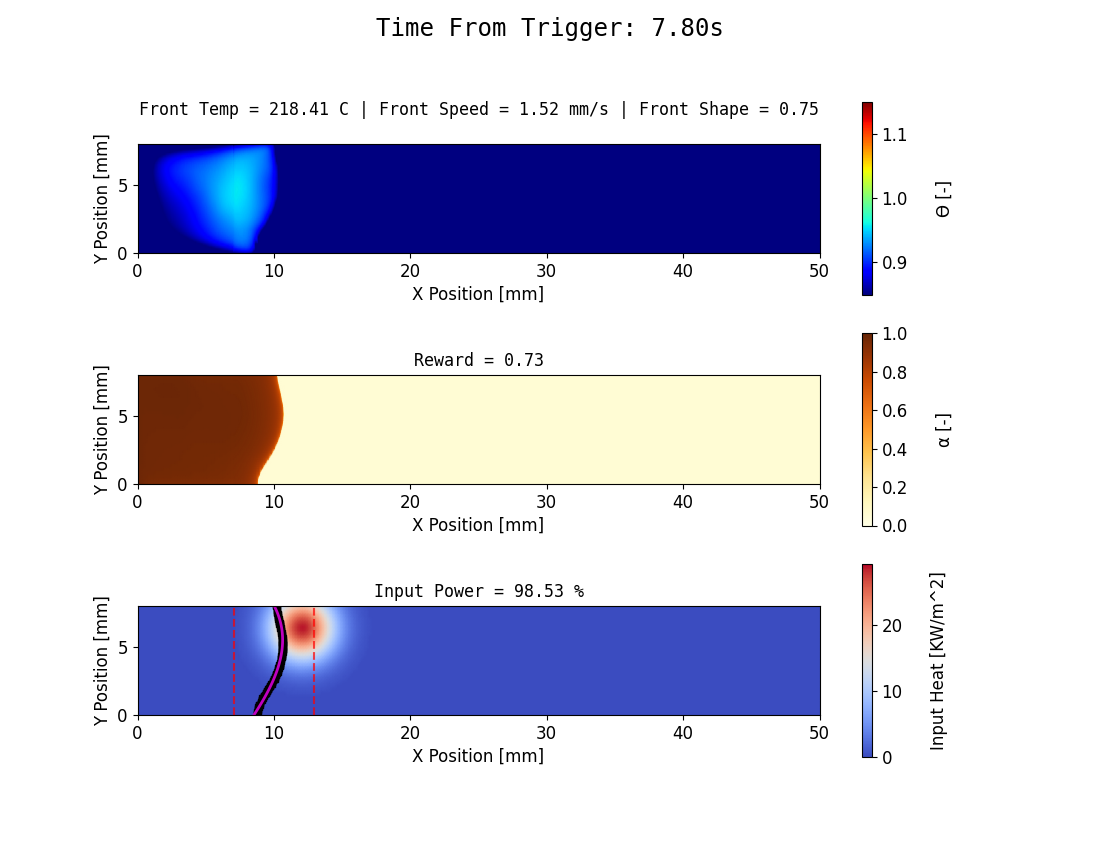 Time From Trigger: 7.80s
Front Temp = 218.41 C | Front Speed = 1.52 mm/s | Front Shape = 0.75
Y Position [mm]
5
0
0 10 20 30 40 50
X Position [mm]
1.1
1.0
0.9
Θ [-]
Reward = 0.73
Y Position [mm]
5
0
0 10 20 30 40 50
X Position [mm]
1.0
0.8
0.6
0.4
0.2
0.0
α [-]
Input Power = 98.53 %
Y Position [mm]
5
0
0 10 20 30 40 50
X Position [mm]
20
10
0
Input Heat [KW/m^2]